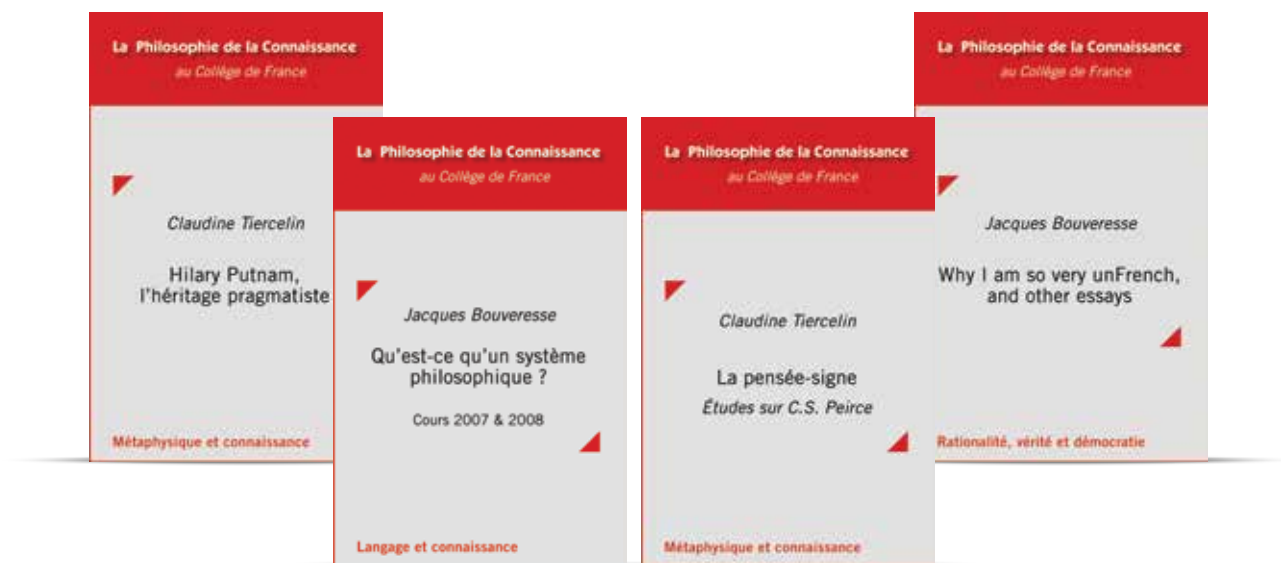 La Philosophie de la Connaissance
au Collège de France
Claudine Tiercelin
Hilary Putnam,
l'héritage pragmatiste
Métaphysique et connaissance
La Philosophie de la Connaissance
au Collège de France
Jacques Bouveresse
Qu'est-ce qu'un système
philosophique ?
Cours 2007 & 2008
Langage et connaissance
La Philosophie de la Connaissance
au Collège de France
Claudine Tiercelin
La pensée-signe
Études sur C.S. Peirce
Métaphysique et connaissance
La Philosophie de la Connaissance
au Collège de France
Jacques Bouveresse
Why I am so very unFrench,
and other essays
Rationalité, vérité et démocratie